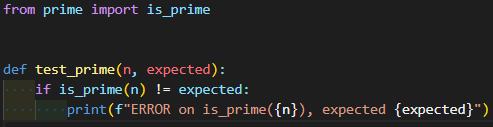 from prime import is_prime
def test_prime(n, expected):
    if is_prime(n) != expected:
        print(f"ERROR on is_prime({n}), expected {expected}")